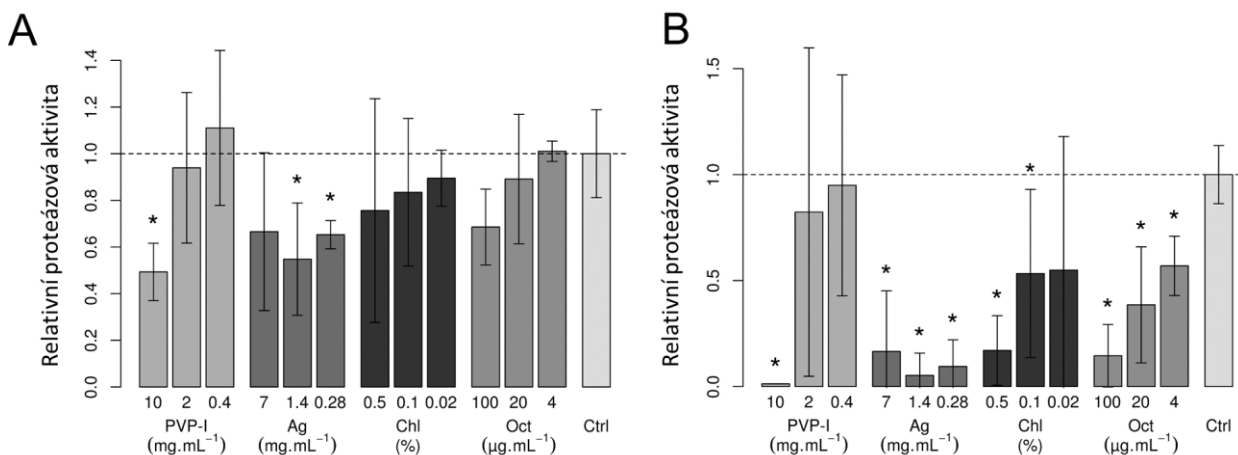 A
Relativní proteázová aktivita
1.4
1.2
1.0
0.8
0.6
0.4
0.2
0.0
*
*
*
10 2 0.4 7 1.4 0.28 0.5 0.1 0.02 100 20 4
PVP-I Ag Chl Oct Ctrl
(mg.mL⁻¹) (mg.mL⁻¹) (%) (µg.mL⁻¹)
B
Relativní proteázová aktivita
1.5
1.0
0.5
0.0
*
*
*
*
*
*
*
*
*
10 2 0.4 7 1.4 0.28 0.5 0.1 0.02 100 20 4
PVP-I Ag Chl Oct Ctrl
(mg.mL⁻¹) (mg.mL⁻¹) (%) (µg.mL⁻¹)